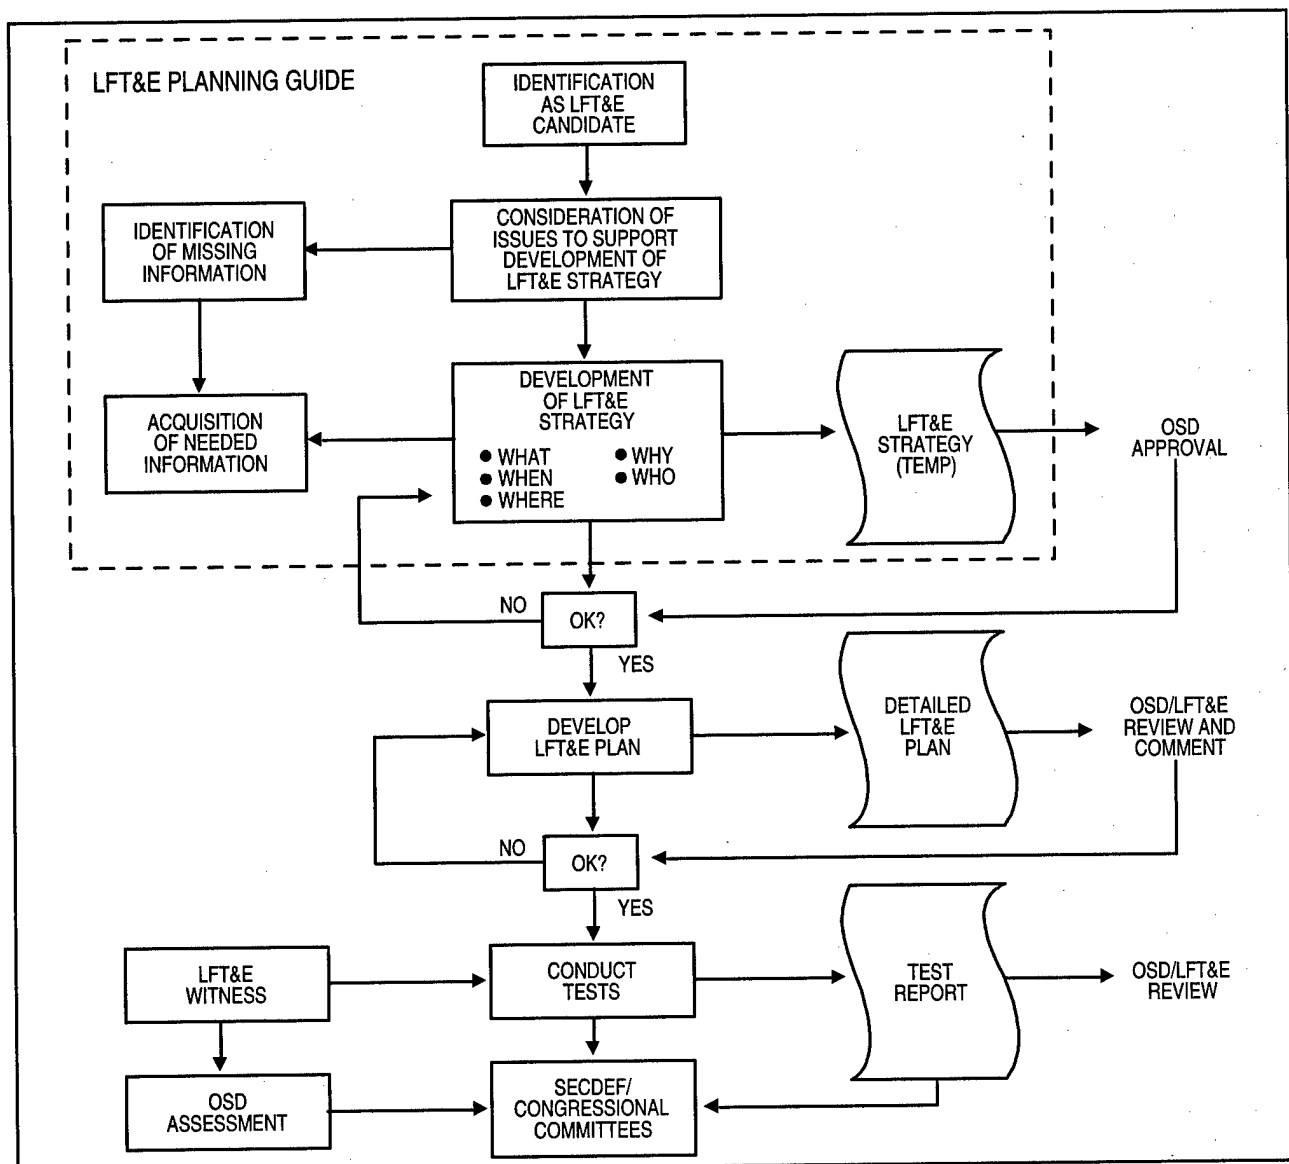 LFT&E PLANNING GUIDE
IDENTIFICATION
AS LFT&E
CANDIDATE
IDENTIFICATION
OF MISSING
INFORMATION
CONSIDERATION OF
ISSUES TO SUPPORT
DEVELOPMENT OF
LFT&E STRATEGY
ACQUISITION
OF NEEDED
INFORMATION
DEVELOPMENT
OF LFT&E
STRATEGY
● WHAT
● WHEN
● WHERE
● WHY
● WHO
LFT&E
STRATEGY
(TEMP)
OSD
APPROVAL
NO
OK?
YES
DEVELOP
LFT&E PLAN
DETAILED
LFT&E
PLAN
OSD/LFT&E
REVIEW AND
COMMENT
NO
OK?
YES
LFT&E
WITNESS
CONDUCT
TESTS
TEST
REPORT
OSD/LFT&E
REVIEW
OSD
ASSESSMENT
SECDEF/
CONGRESSIONAL
COMMITTEES